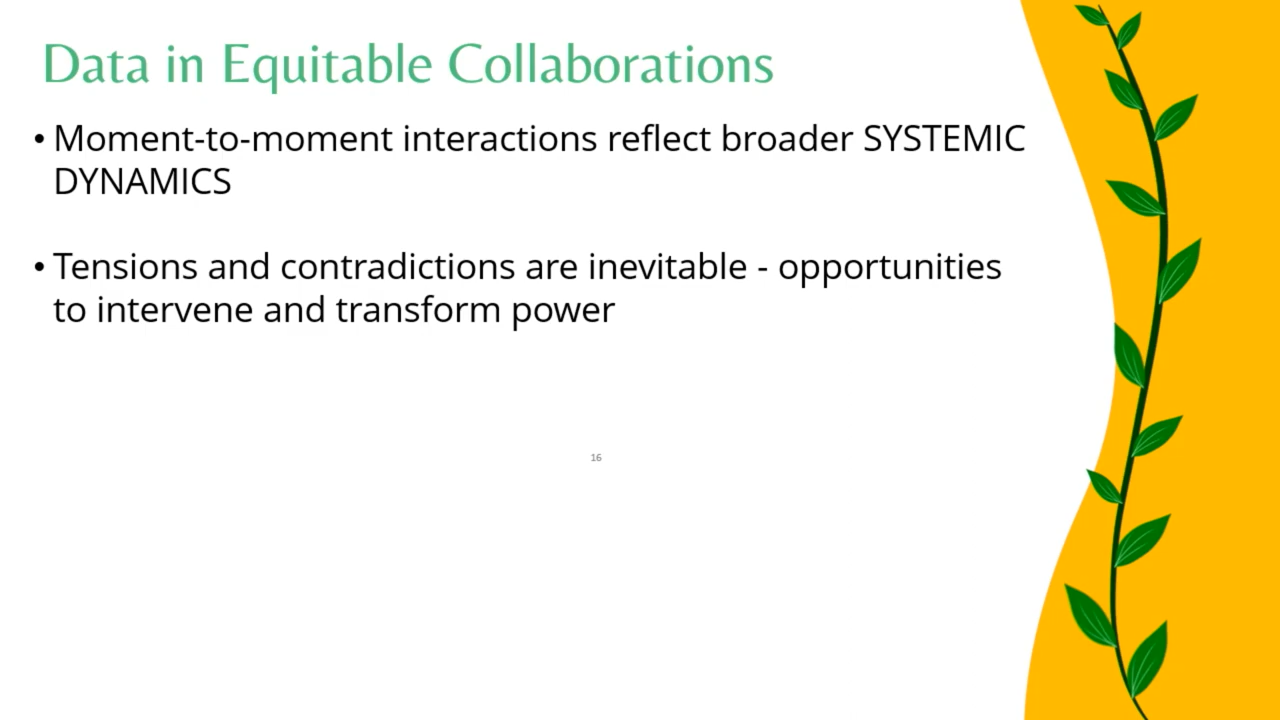 Data in Equitable Collaborations
• Moment-to-moment interactions reflect broader SYSTEMIC
DYNAMICS
• Tensions and contradictions are inevitable - opportunities
to intervene and transform power
16